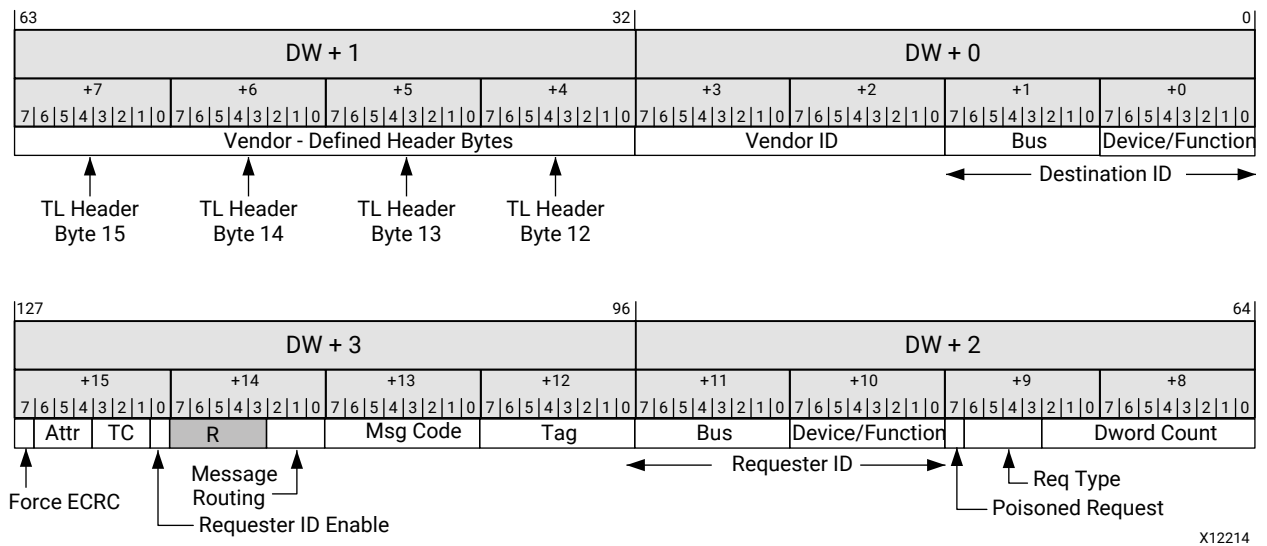 63 32 0
DW + 1 DW + 0
+7 +6 +5 +4 +3 +2 +1 +0
7 6 5 4 3 2 1 0 7 6 5 4 3 2 1 0 7 6 5 4 3 2 1 0 7 6 5 4 3 2 1 0 7 6 5 4 3 2 1 0 7 6 5 4 3 2 1 0 7 6 5 4 3 2 1 0 7 6 5 4 3 2 1 0
Vendor - Defined Header Bytes Vendor ID Bus Device/Function
Destination ID
TL Header TL Header TL Header TL Header
Byte 15 Byte 14 Byte 13 Byte 12
127 96 64
DW + 3 DW + 2
+15 +14 +13 +12 +11 +10 +9 +8
7 6 5 4 3 2 1 0 7 6 5 4 3 2 1 0 7 6 5 4 3 2 1 0 7 6 5 4 3 2 1 0 7 6 5 4 3 2 1 0 7 6 5 4 3 2 1 0 7 6 5 4 3 2 1 0 7 6 5 4 3 2 1 0
Attr TC R Msg Code Tag Bus Device/Function Dword Count
Message Requester ID
Routing Req Type
Force ECRC Poisoned Request
Requester ID Enable
X12214